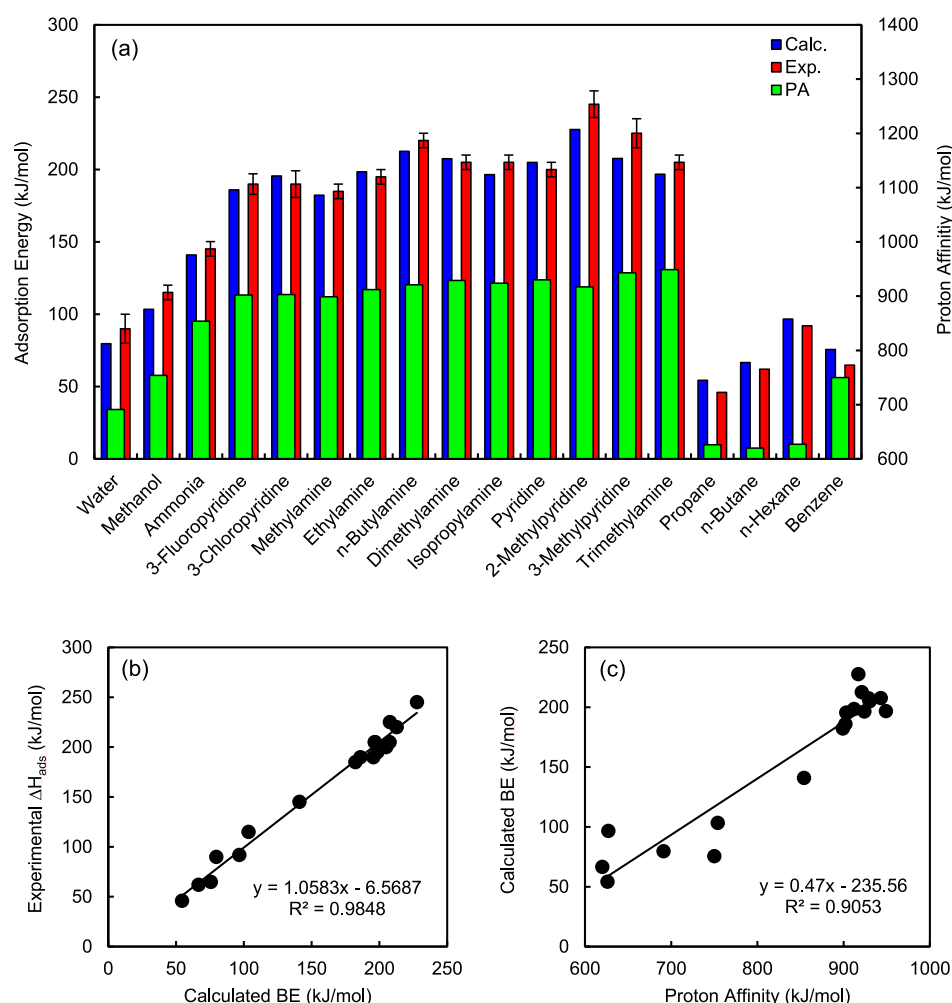 (a)
Calc.
Exp.
PA
Adsorption Energy (kJ/mol)
300
250
200
150
100
50
0
Proton Affinitiy (kJ/mol)
1400
1300
1200
1100
1000
900
800
700
600
Water
Methanol
Ammonia
3-Fluoropyridine
3-Chloropyridine
Methylamine
Ethylamine
n-Butylamine
Dimethylamine
Isopropylamine
Pyridine
2-Methylpyridine
3-Methylpyridine
Trimethylamine
Propane
n-Butane
n-Hexane
Benzene
(b)
Experimental ΔHads (kJ/mol)
300
250
200
150
100
50
0
y = 1.0583x - 6.5687
R² = 0.9848
0 50 100 150 200 250
Calculated BE (kJ/mol)
(c)
Calculated BE (kJ/mol)
250
200
150
100
50
0
y = 0.47x - 235.56
R² = 0.9053
600 700 800 900 1000
Proton Affinity (kJ/mol)